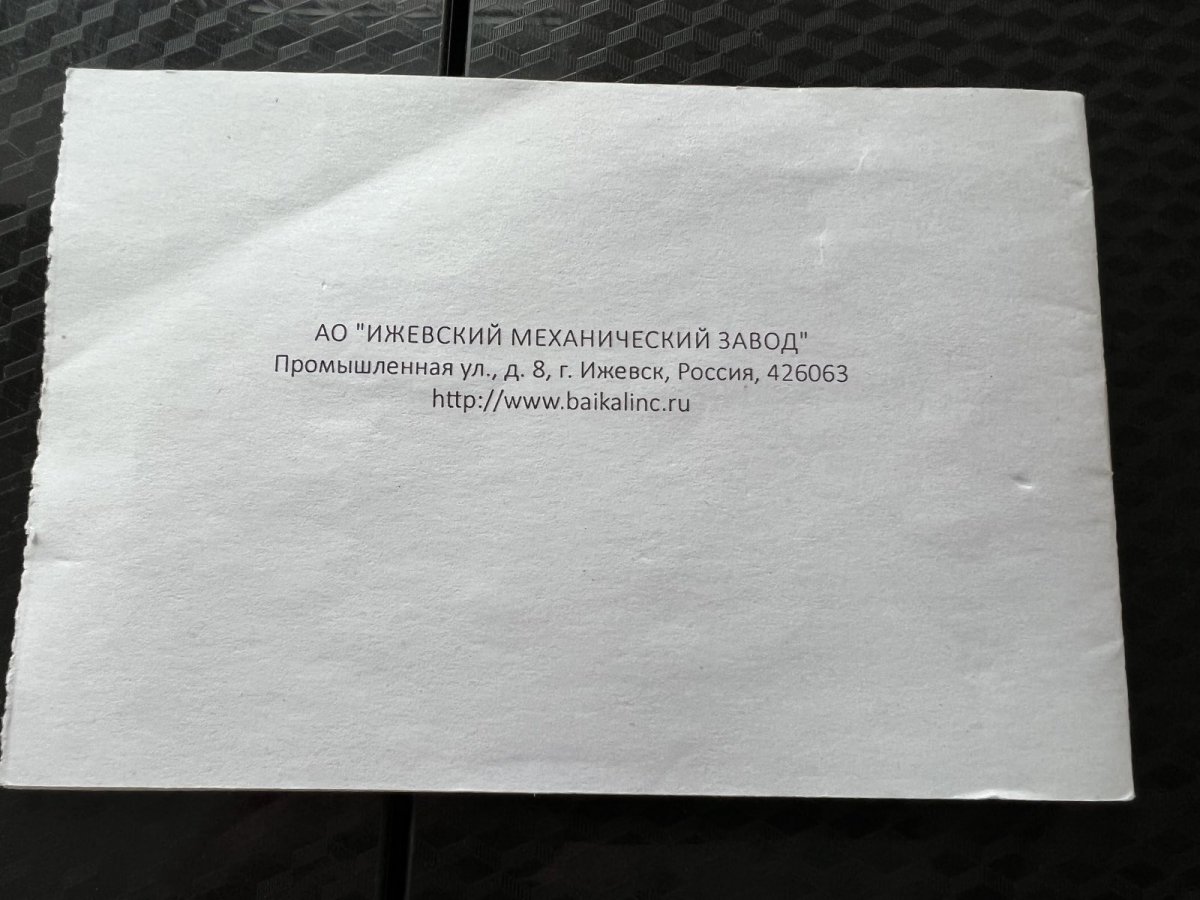 АО "ИЖЕВСКИЙ МЕХАНИЧЕСКИЙ ЗАВОД"
Промышленная ул., д. 8, г. Ижевск, Россия, 426063
http://www.baikalinc.ru